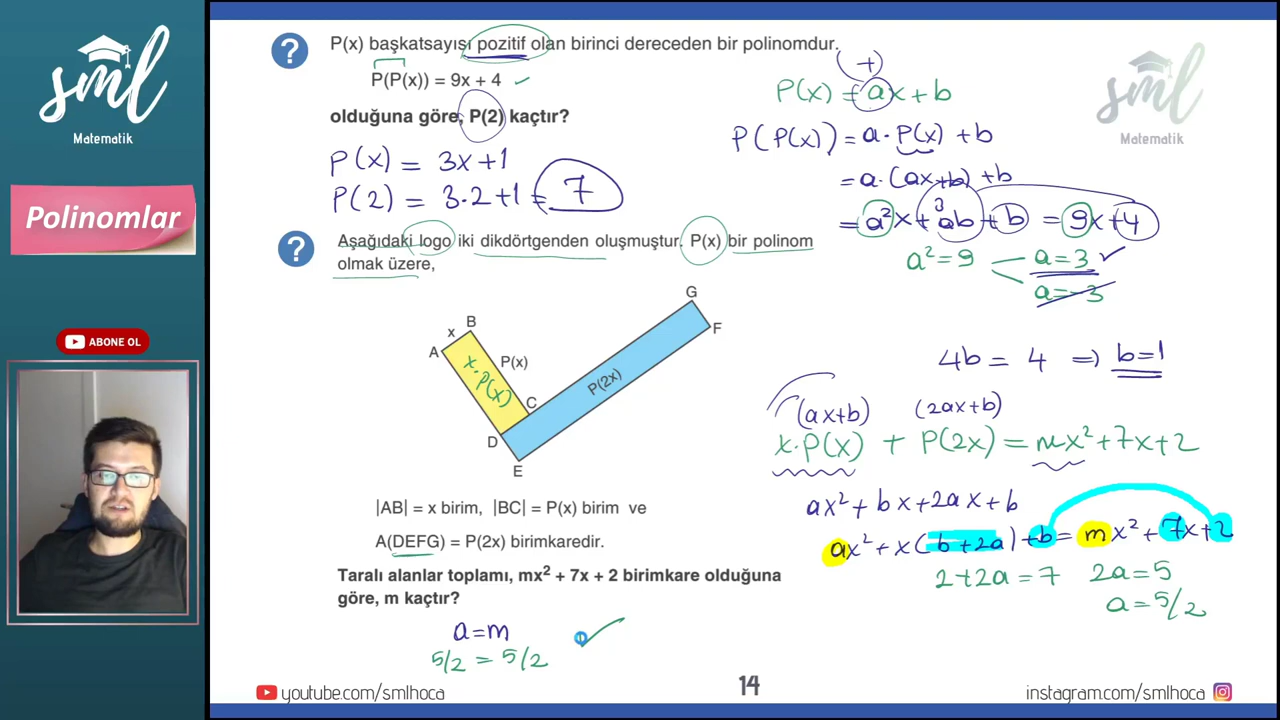 sml
Matematik
Polinomlar
ABONE OL
? P(x) başkatsayısı pozitif olan birinci dereceden bir polinomdur.
P(P(x)) = 9x + 4
olduğuna göre, P(2) kaçtır?
P(x) = 3x+1
P(2) = 3·2+1 = 7
(+)
P(x) = ax+b
P(P(x)) = a·P(x) + b
= a·(ax+b)+b
3
= a²x+ab+b = 9x+4
a²=9
a=3 ✓
a=-3
4b = 4 ⇒ b=1
sml
Matematik
? Aşağıdaki logo iki dikdörtgenden oluşmuştur. P(x) bir polinom
olmak üzere,
G
B
x
F
A
P(x)
x·P(x)
P(2x)
C
D
E
|AB| = x birim, |BC| = P(x) birim ve
A(DEFG) = P(2x) birimkaredir.
Taralı alanlar toplamı, mx² + 7x + 2 birimkare olduğuna
göre, m kaçtır?
a=m
5/2 = 5/2
(ax+b) (2ax+b)
x·P(x) + P(2x) = mx²+7x+2
ax²+bx+2ax+b
ax²+x(b+2a)+b = mx²+7x+2
2+2a=7 2a=5
a=5/2
youtube.com/smlhoca
14
instagram.com/smlhoca